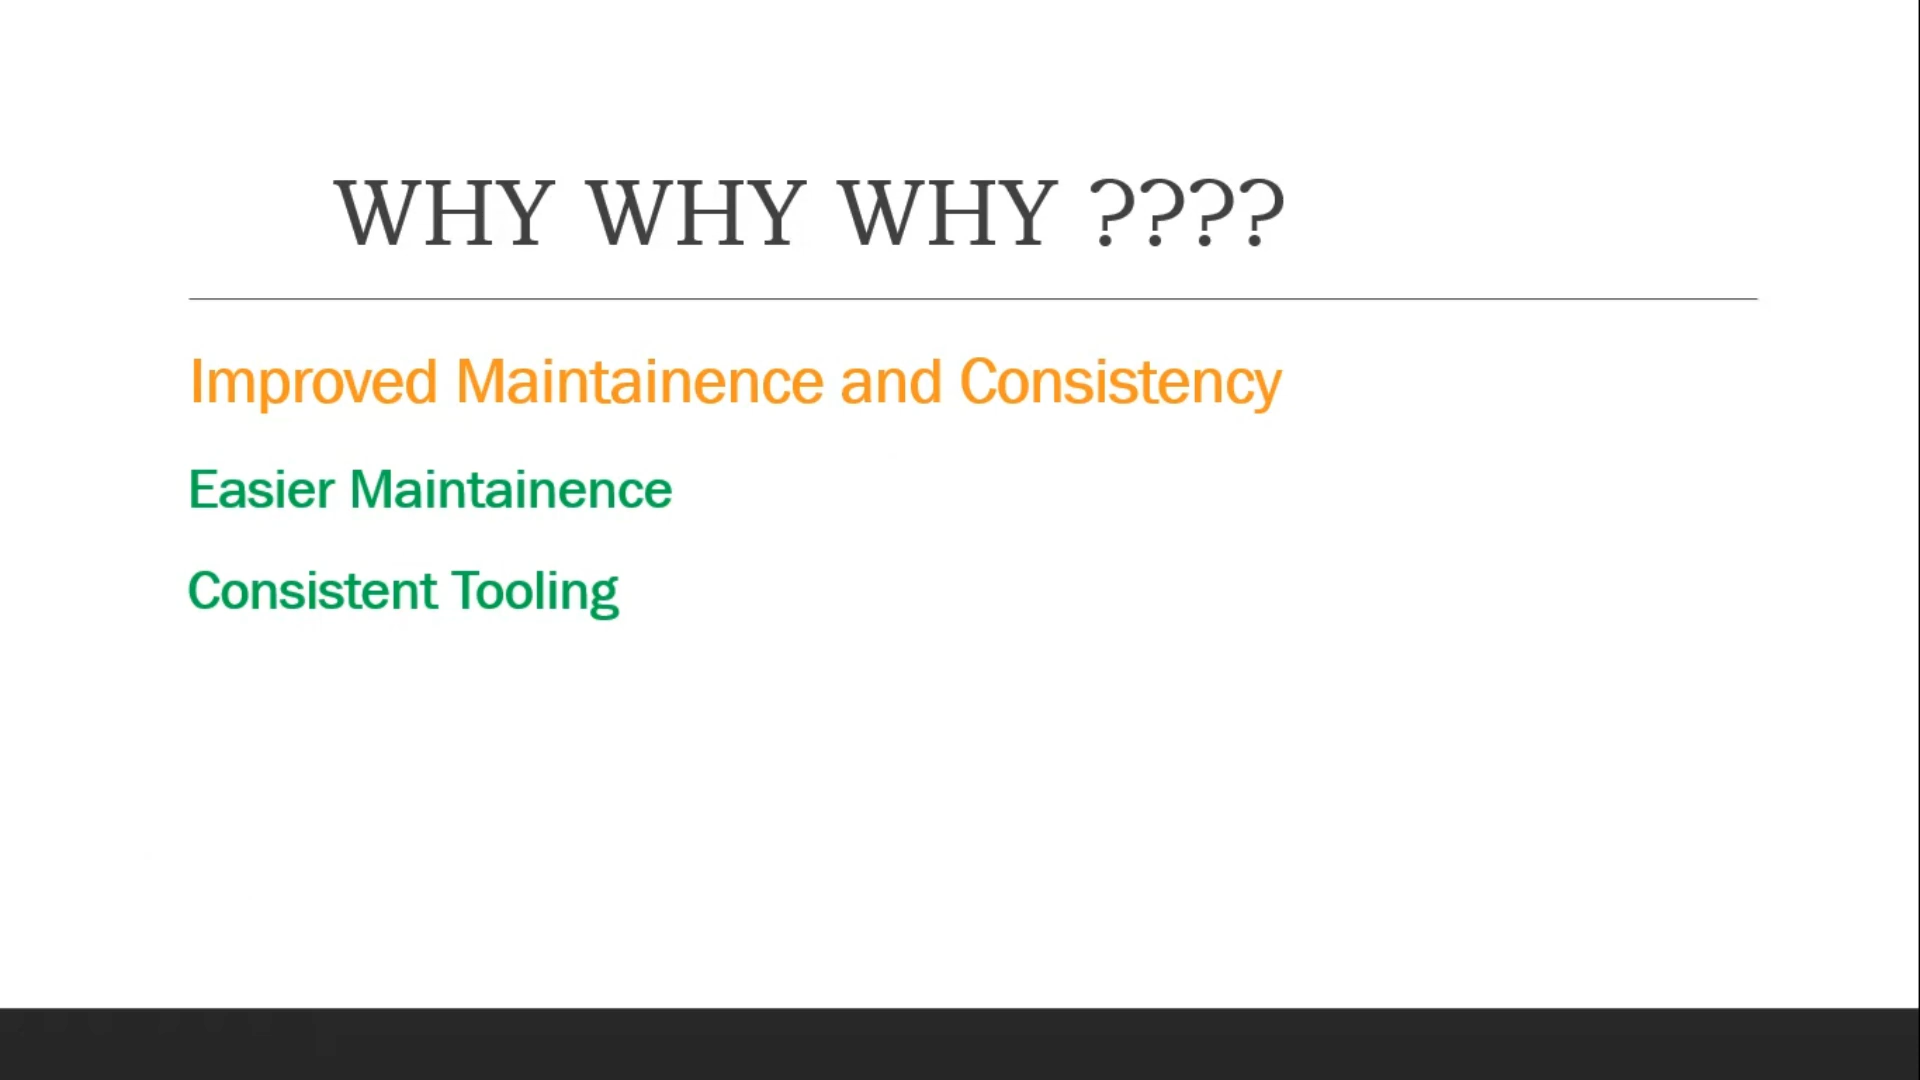 WHY WHY WHY ????
Improved Maintainence and Consistency
Easier Maintainence
Consistent Tooling